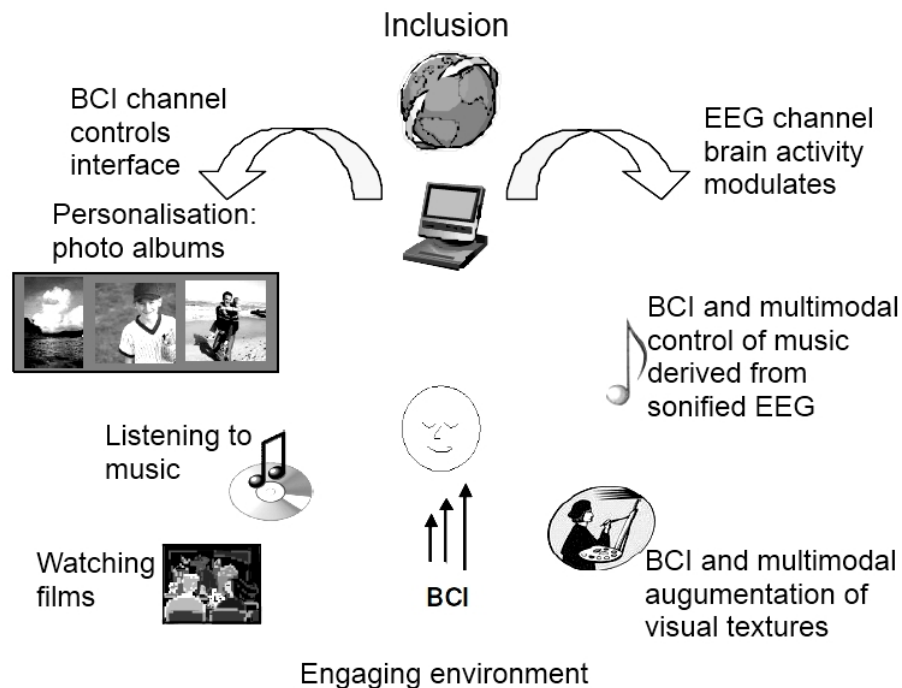 Inclusion
BCI channel
controls
interface
EEG channel
brain activity
modulates
Personalisation:
photo albums
BCI and multimodal
control of music
derived from
sonified EEG
Listening to
music
Watching
films
BCI
BCI and multimodal
augumentation of
visual textures
Engaging environment